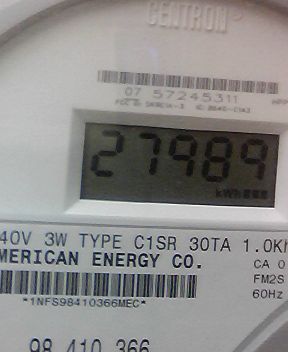 CENTRON
07 57245311
27989
kWh
40V 3W TYPE C1SR 30TA 1.0Kh
MERICAN ENERGY CO.
CA 0
FM2S
60Hz
*1NFS98410366MEC*
98 410 366